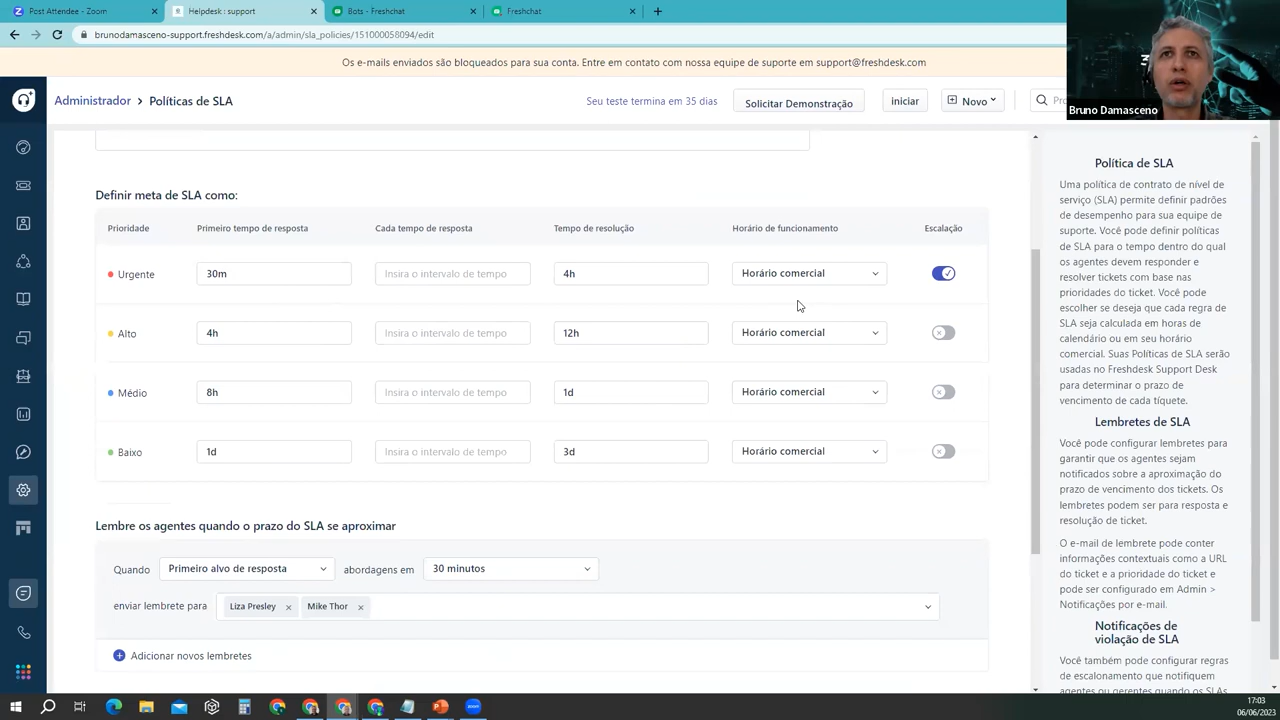 Post Attendee - Zoom
Helpdesk : support
Bots - Freshchat
Freshchat
brunodamasceno-support.freshdesk.com/a/admin/sla_policies/151000058094/edit
Os e-mails enviados são bloqueados para sua conta. Entre em contato com nossa equipe de suporte em support@freshdesk.com
Bruno Damasceno
Administrador > Políticas de SLA
Seu teste termina em 35 dias
Solicitar Demonstração
iniciar
Novo
Definir meta de SLA como:
Prioridade Primeiro tempo de resposta Cada tempo de resposta Tempo de resolução Horário de funcionamento Escalação
Urgente 30m Insira o intervalo de tempo 4h Horário comercial
Alto 4h Insira o intervalo de tempo 12h Horário comercial
Médio 8h Insira o intervalo de tempo 1d Horário comercial
Baixo 1d Insira o intervalo de tempo 3d Horário comercial
Lembre os agentes quando o prazo do SLA se aproximar
Quando Primeiro alvo de resposta abordagens em 30 minutos
enviar lembrete para Liza Presley × Mike Thor ×
Adicionar novos lembretes
Política de SLA
Uma política de contrato de nível de
serviço (SLA) permite definir padrões
de desempenho para sua equipe de
suporte. Você pode definir políticas
de SLA para o tempo dentro do qual
os agentes devem responder e
resolver tickets com base nas
prioridades do ticket. Você pode
escolher se deseja que cada regra de
SLA seja calculada em horas de
calendário ou em seu horário
comercial. Suas Políticas de SLA serão
usadas no Freshdesk Support Desk
para determinar o prazo de
vencimento de cada tíquete.
Lembretes de SLA
Você pode configurar lembretes para
garantir que os agentes sejam
notificados sobre a aproximação do
prazo de vencimento dos tickets. Os
lembretes podem ser para resposta e
resolução de ticket.
O e-mail de lembrete pode conter
informações contextuais como a URL
do ticket e a prioridade do ticket e
pode ser configurado em Admin >
Notificações por e-mail.
Notificações de
violação de SLA
Você também pode configurar regras
de escalonamento que notifiquem
agentes ou gerentes quando os SLAs
17:03
06/06/2023